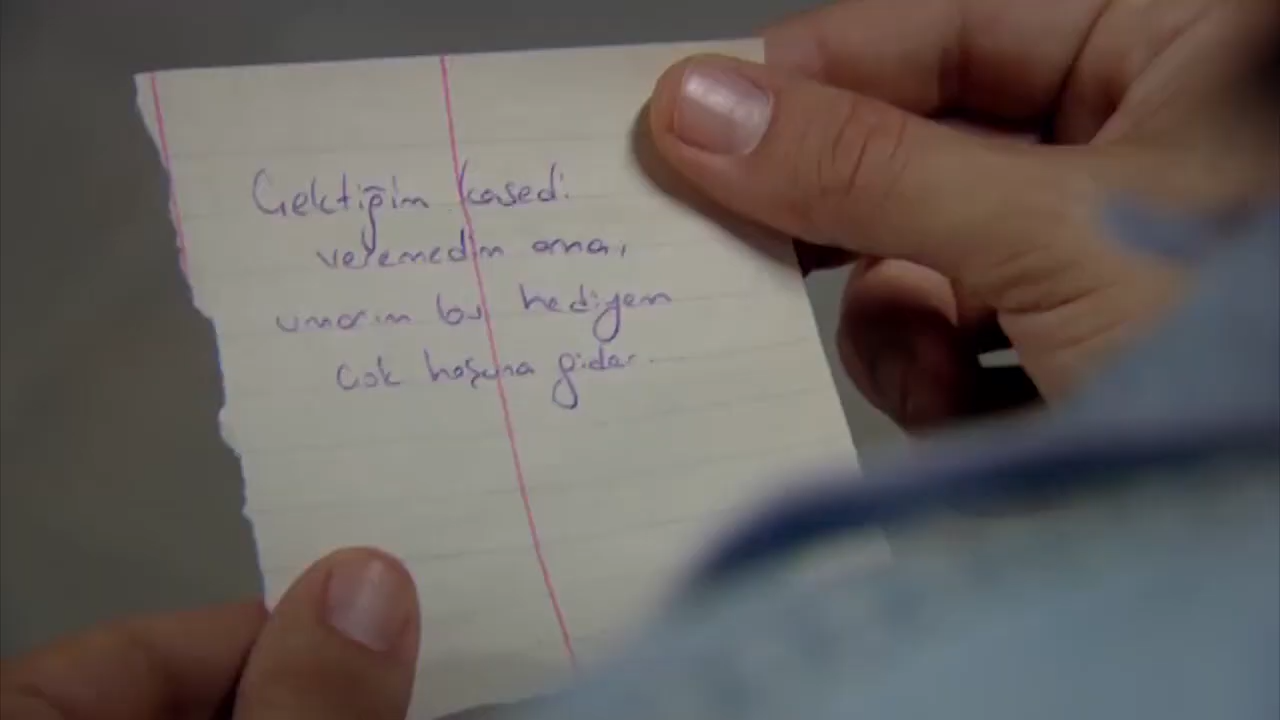 Çektiğim kasedi
veremedim ama,
umarım bu hediyem
çok hoşuna gider.